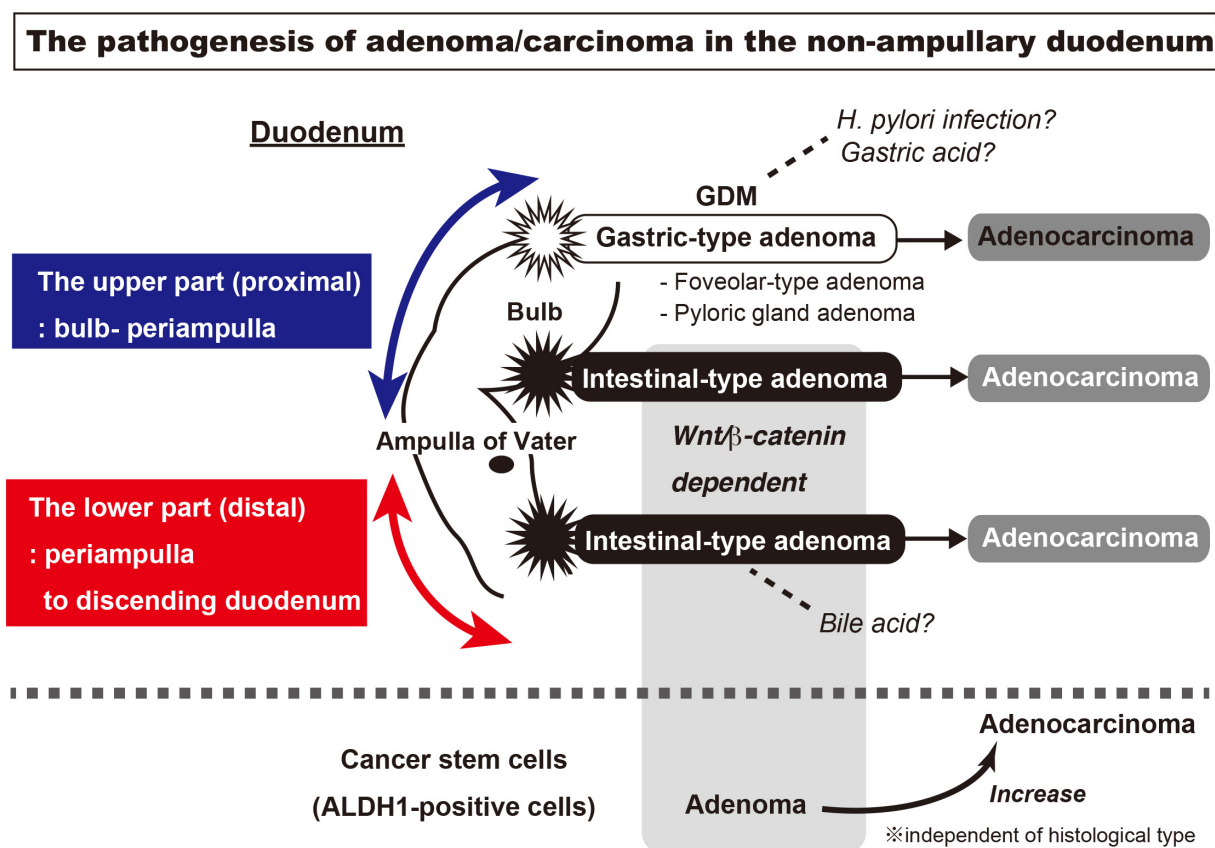 The pathogenesis of adenoma/carcinoma in the non-ampullary duodenum
Duodenum
H. pylori infection?
Gastric acid?
GDM
Gastric-type adenoma
Adenocarcinoma
- Foveolar-type adenoma
- Pyloric gland adenoma
The upper part (proximal)
: bulb- periampulla
Bulb
Intestinal-type adenoma
Adenocarcinoma
Ampulla of Vater
Wnt/β-catenin
dependent
The lower part (distal)
: periampulla
to discending duodenum
Intestinal-type adenoma
Adenocarcinoma
Bile acid?
Cancer stem cells
(ALDH1-positive cells)
Adenoma
Adenocarcinoma
Increase
※independent of histological type